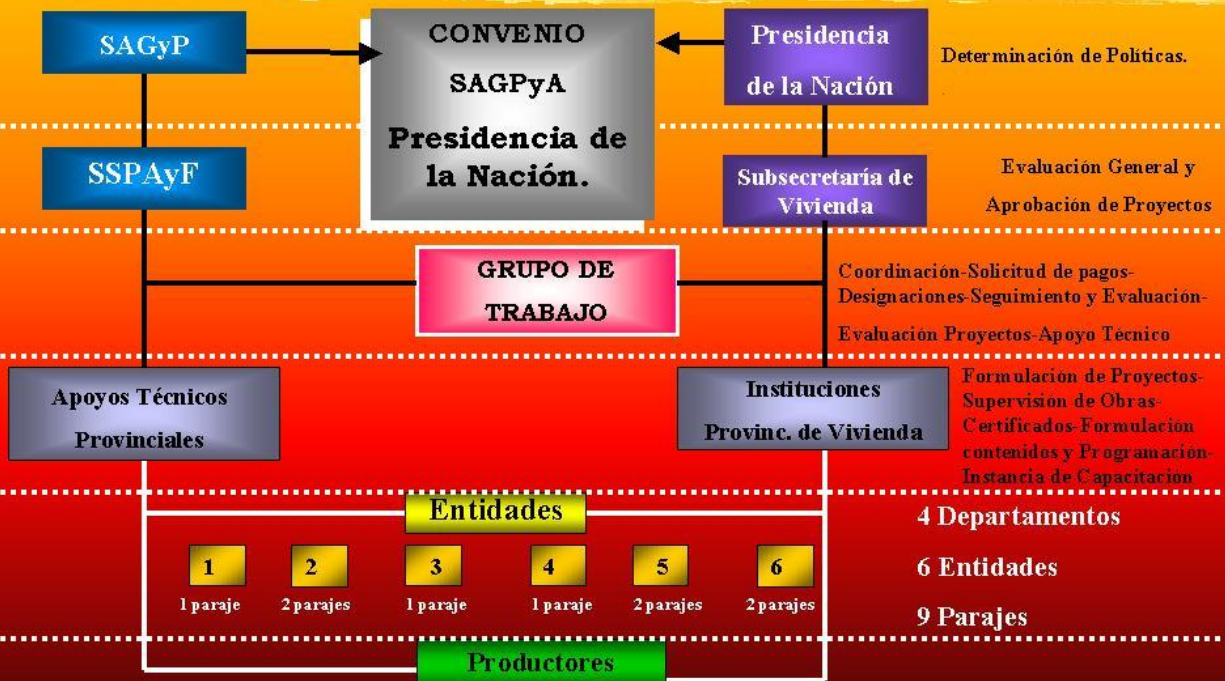 SAGyP
CONVENIO
SAGPyA
Presidencia de
la Nación.
Presidencia
de la Nación
Determinación de Políticas.
SSPAyF
Subsecretaría de
Vivienda
Evaluación General y
Aprobación de Proyectos
GRUPO DE
TRABAJO
Coordinación-Solicitud de pagos-
Designaciones-Seguimiento y Evaluación-
Evaluación Proyectos-Apoyo Técnico
Apoyos Técnicos
Provinciales
Instituciones
Provinc. de Vivienda
Formulación de Proyectos-
Supervisión de Obras-
Certificados-Formulación
contenidos y Programación-
Instancia de Capacitación
Entidades
1
2
3
4
5
6
1 paraje
2 parajes
1 paraje
1 paraje
2 parajes
2 parajes
4 Departamentos
6 Entidades
9 Parajes
Productores